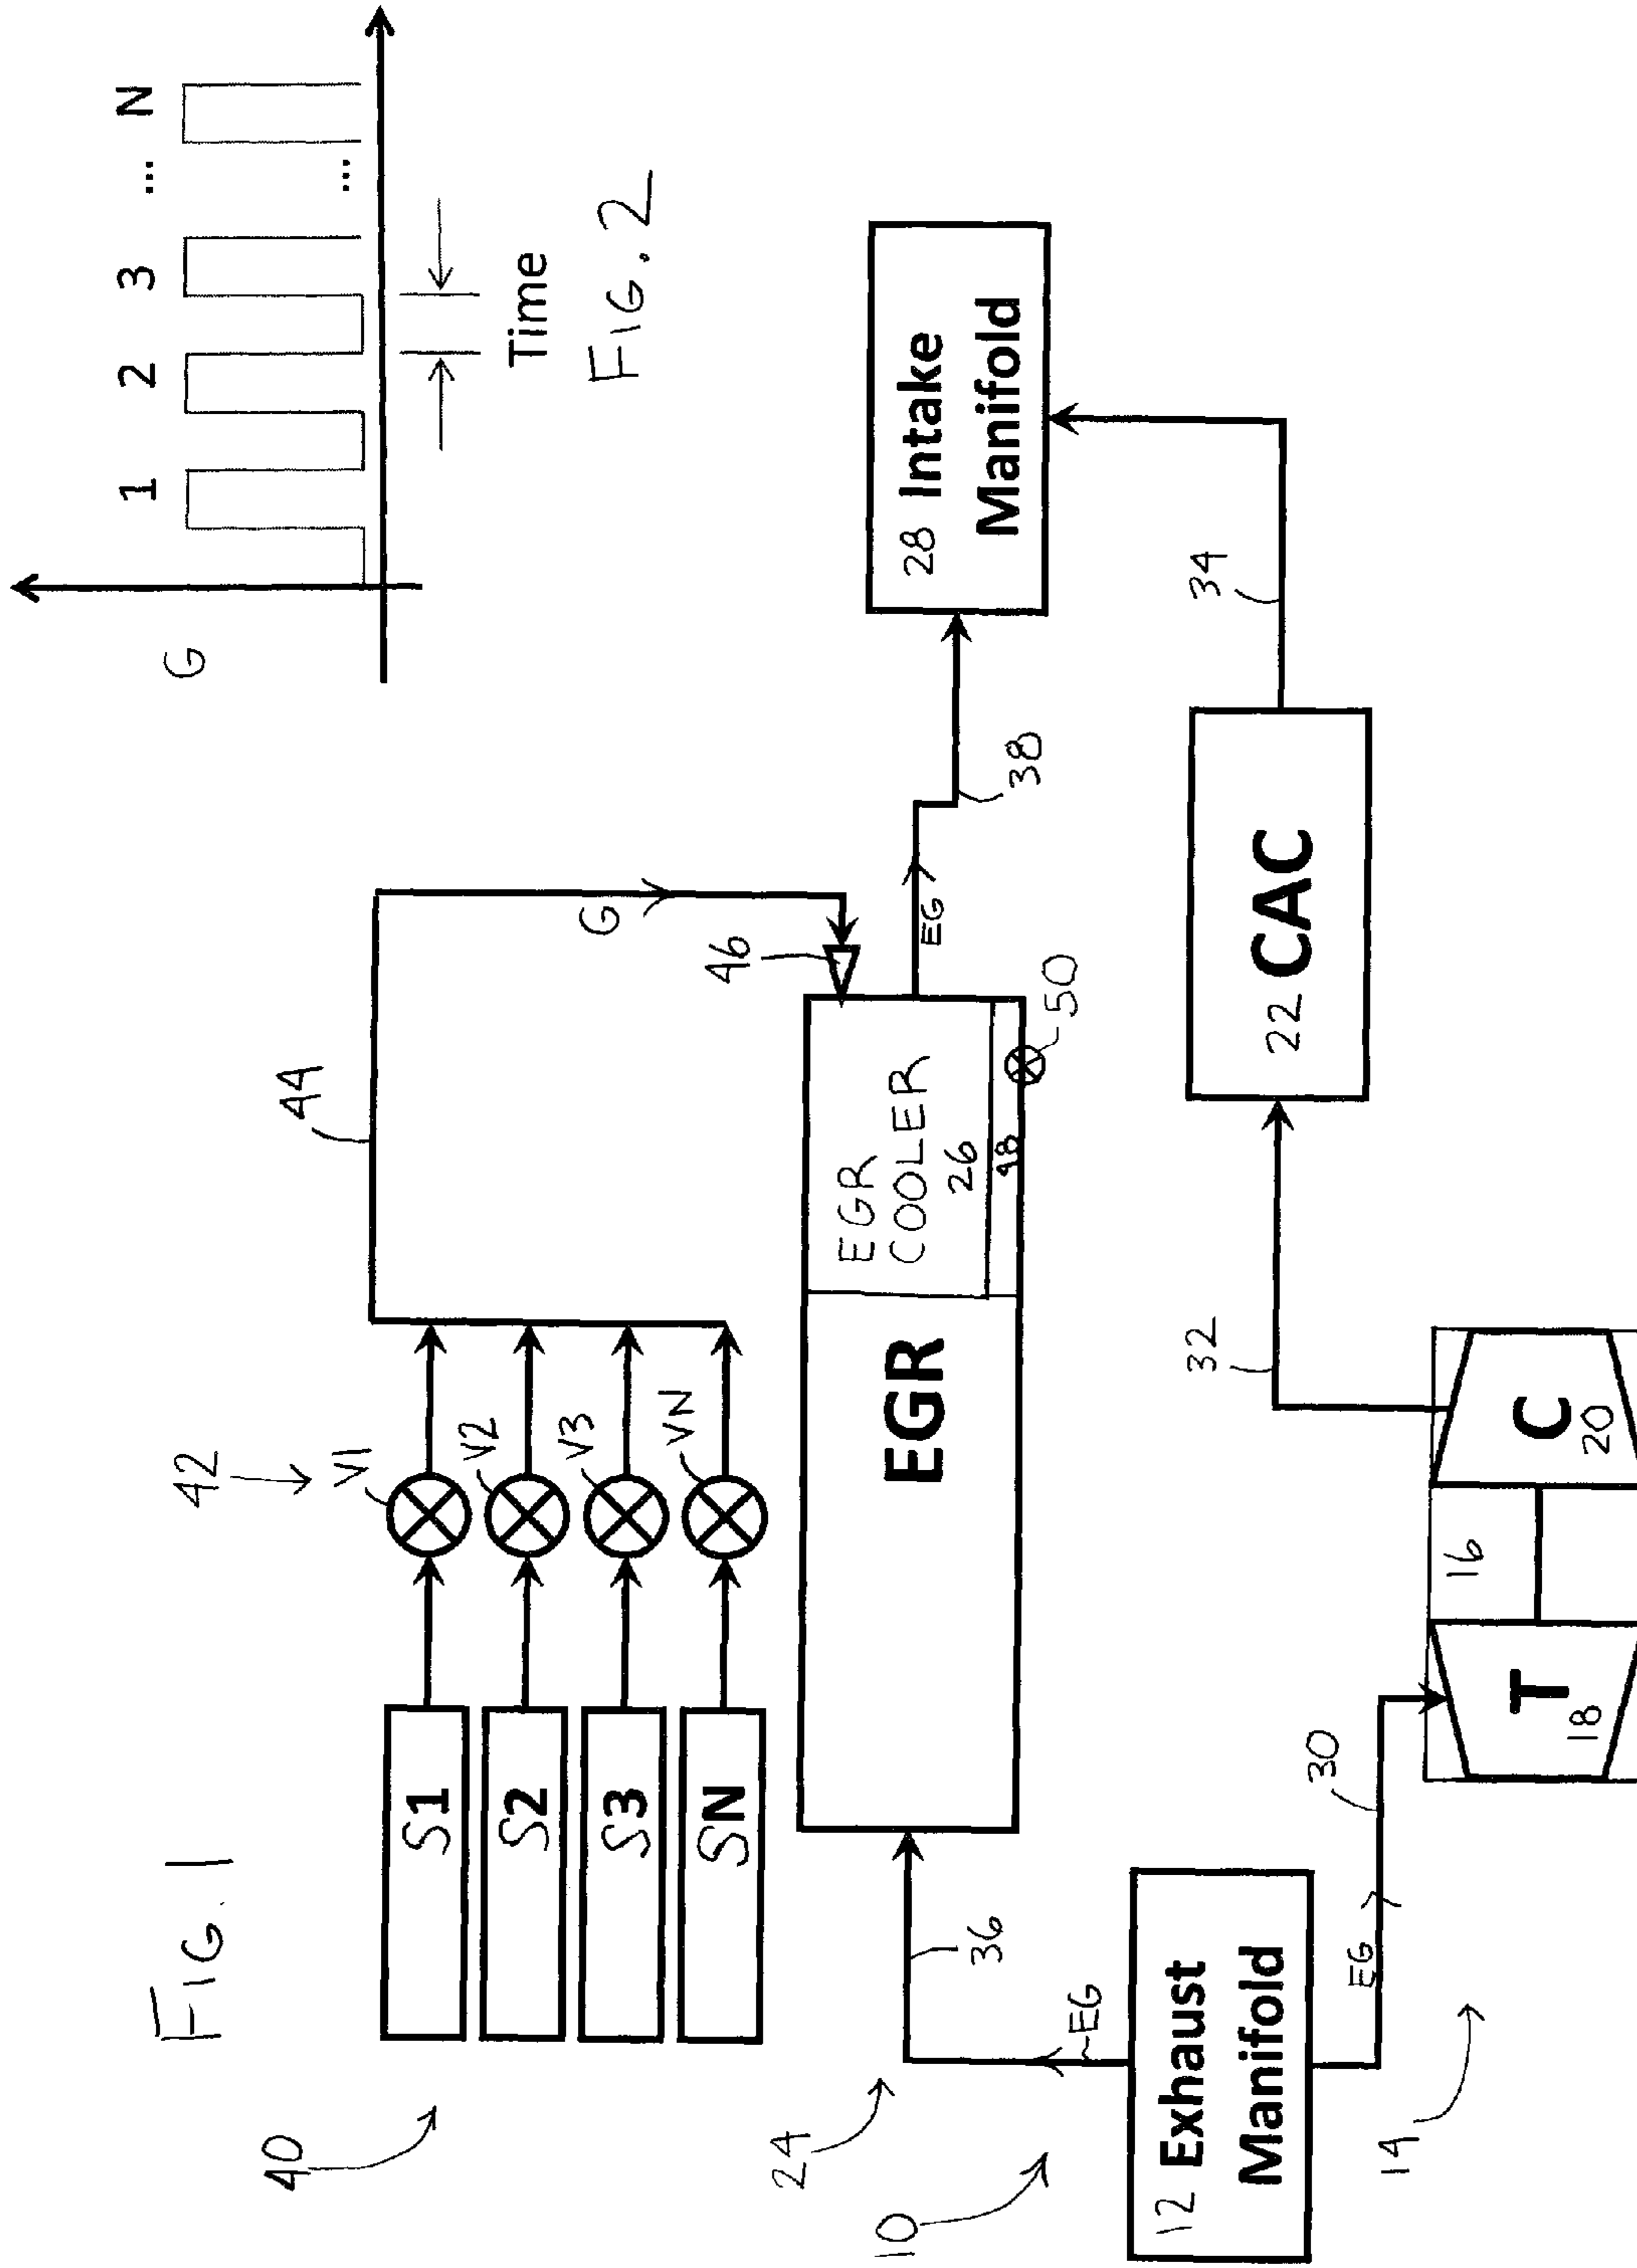 FIG. 1
40
42
S1
V1
S2
V2
S3
V3
SN
VN
44
G
46
24
36
EG
EGR
EGR
COOLER
26
48
50
EG
38
28 Intake
Manifold
10
12 Exhaust
Manifold
14
EG
30
T
18
16
C
20
32
22 CAC
34
G
1
2
3
...
N
...
Time
FIG. 2